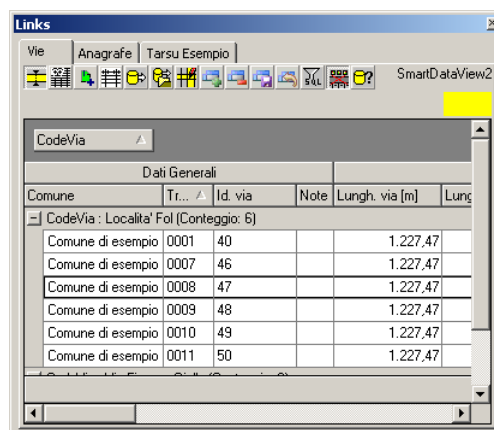 Links
Vie Anagrafe Tarsu Esempio
SQL ? SmartDataView2
CodeVia
Dati Generali
Comune Tr... Id. via Note Lungh. via [m] Lung
CodeVia : Localita' Fol (Conteggio: 6)
Comune di esempio 0001 40 1.227,47
Comune di esempio 0007 46 1.227,47
Comune di esempio 0008 47 1.227,47
Comune di esempio 0009 48 1.227,47
Comune di esempio 0010 49 1.227,47
Comune di esempio 0011 50 1.227,47